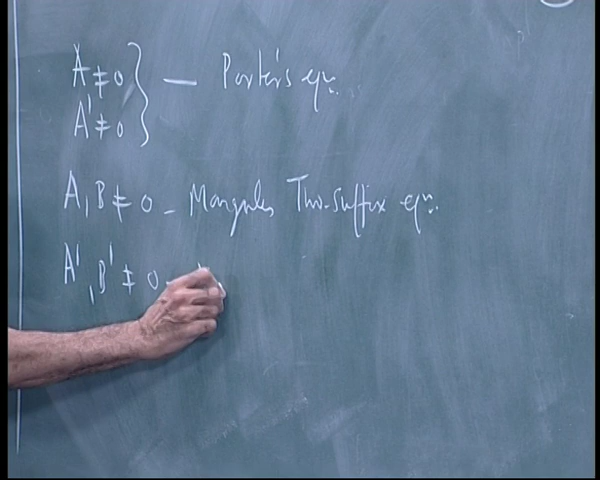 A ≠ 0
A' ≠ 0 } — Porter's eqn.
A, B ≠ 0 - Margules Two-suffix eqn.
A', B' ≠ 0 -